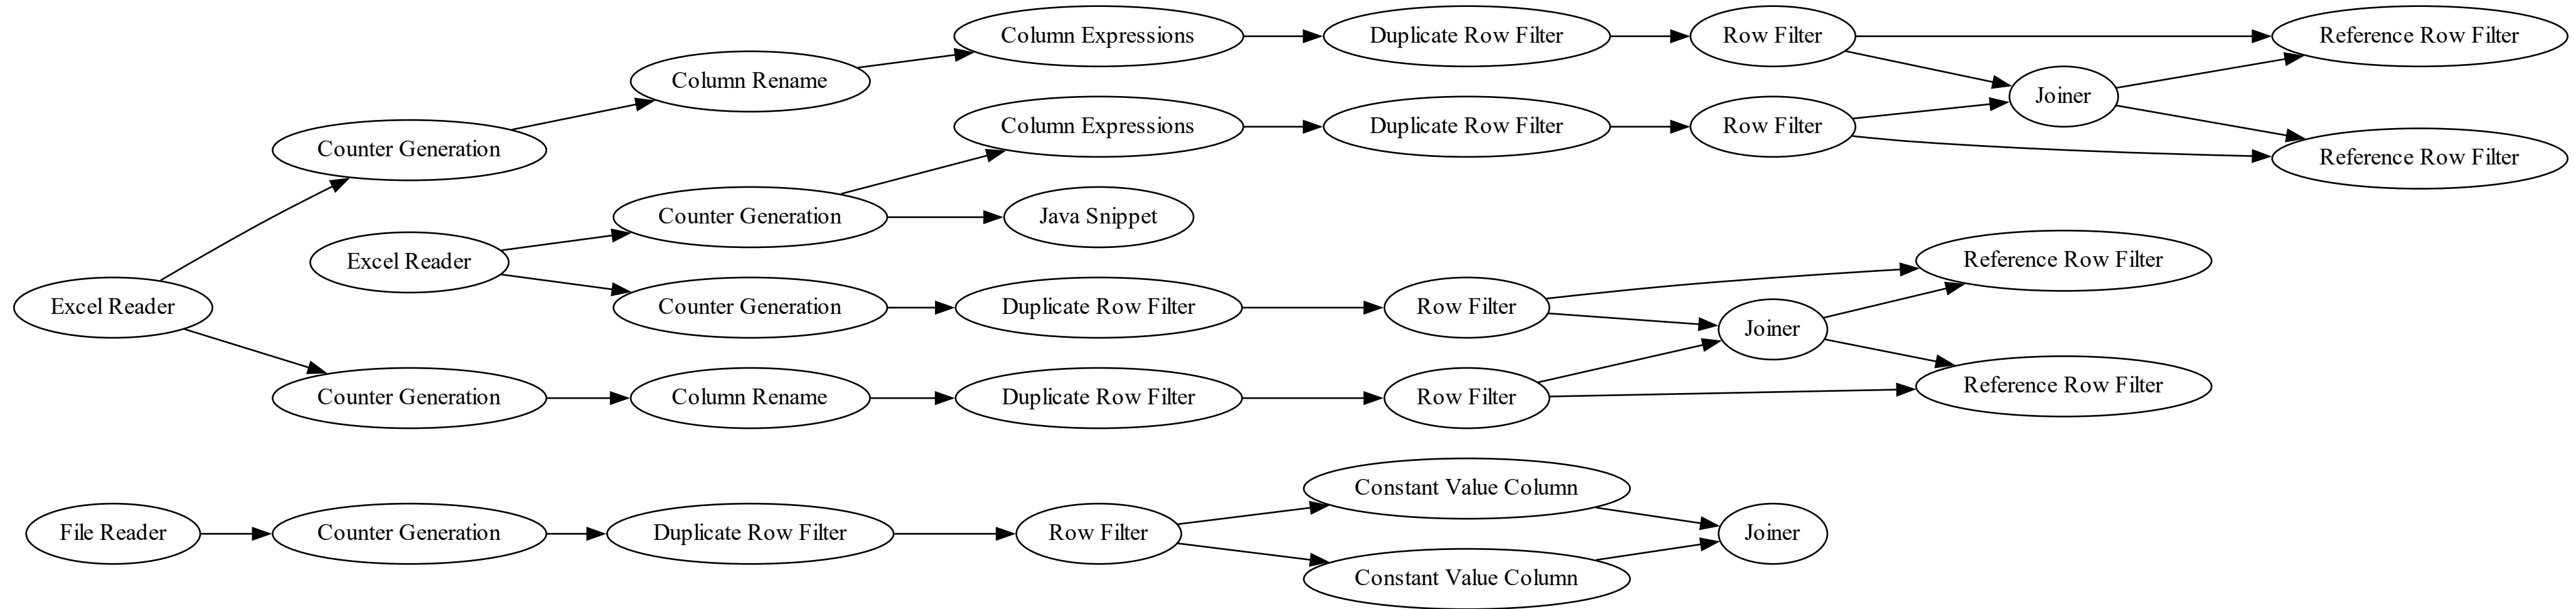 Column Expressions
Duplicate Row Filter
Row Filter
Reference Row Filter
Column Rename
Joiner
Column Expressions
Duplicate Row Filter
Row Filter
Counter Generation
Reference Row Filter
Counter Generation
Java Snippet
Excel Reader
Reference Row Filter
Excel Reader
Counter Generation
Duplicate Row Filter
Row Filter
Joiner
Reference Row Filter
Counter Generation
Column Rename
Duplicate Row Filter
Row Filter
Constant Value Column
File Reader
Counter Generation
Duplicate Row Filter
Row Filter
Joiner
Constant Value Column